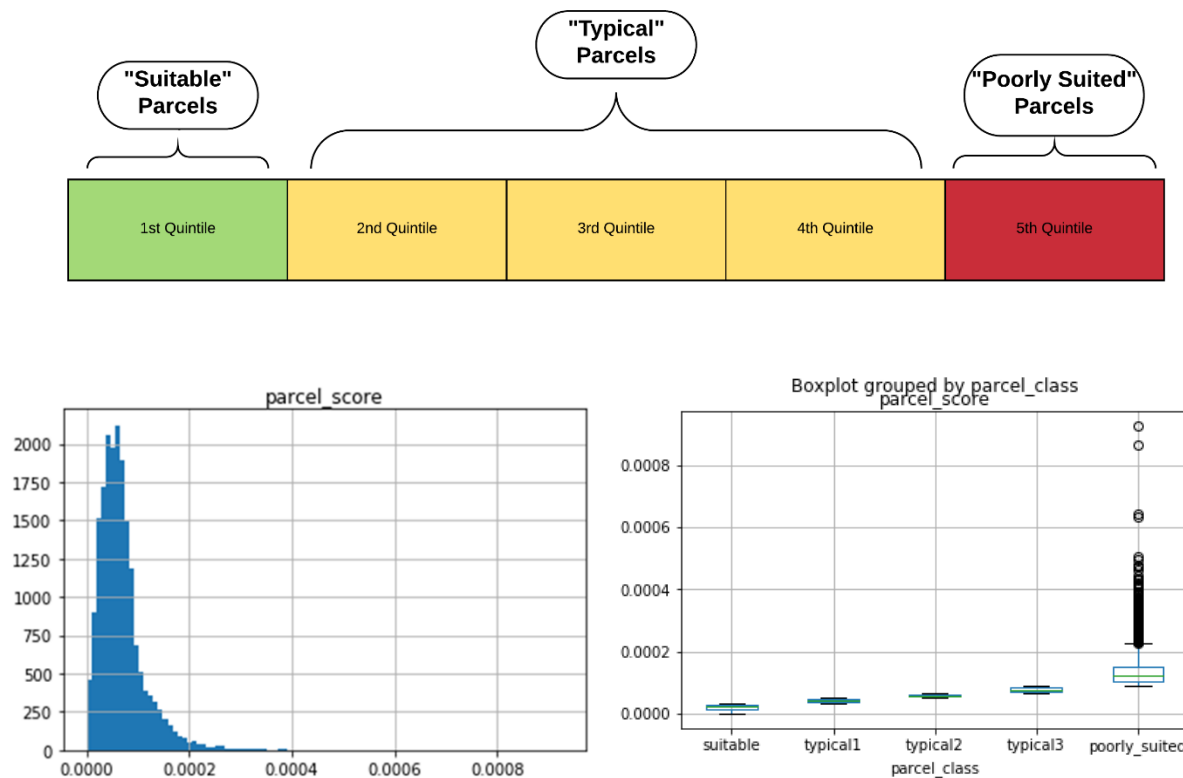 "Typical"
Parcels
"Suitable"
Parcels
"Poorly Suited"
Parcels
1st Quintile
2nd Quintile
3rd Quintile
4th Quintile
5th Quintile
parcel_score
2000
1750
1500
1250
1000
750
500
250
0
0.0000
0.0002
0.0004
0.0006
0.0008
Boxplot grouped by parcel_class
parcel_score
0.0008
0.0006
0.0004
0.0002
0.0000
suitable
typical1
typical2
typical3
poorly_suited
parcel_class